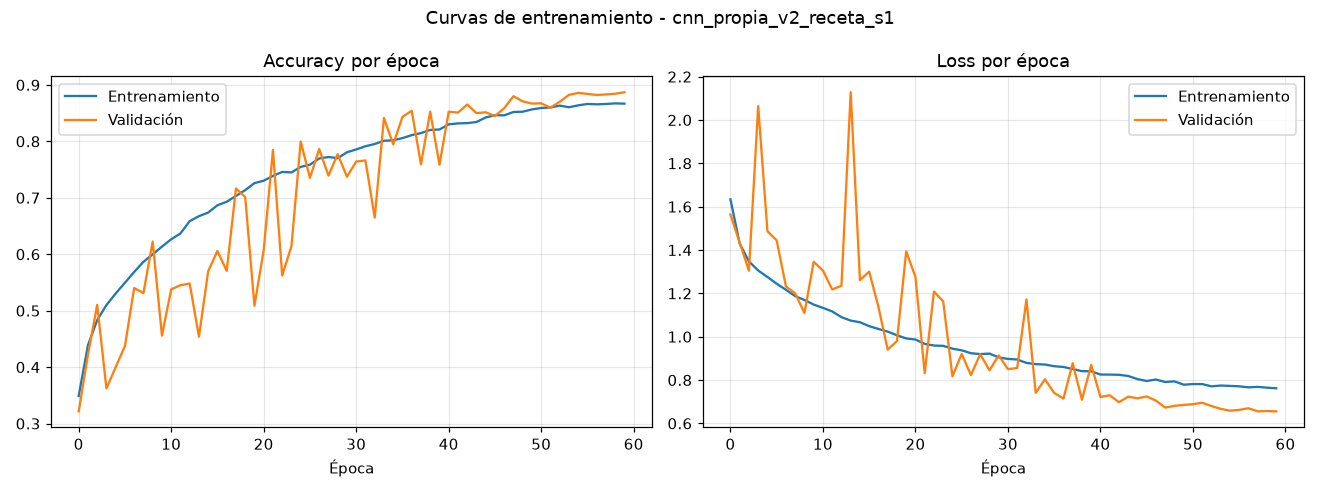 Curvas de entrenamiento - cnn_propia_v2_receta_s1
Accuracy por época
Entrenamiento
Validación
0.9
0.8
0.7
0.6
0.5
0.4
0.3
0 10 20 30 40 50 60
Época
Loss por época
Entrenamiento
Validación
2.2
2.0
1.8
1.6
1.4
1.2
1.0
0.8
0.6
0 10 20 30 40 50 60
Época